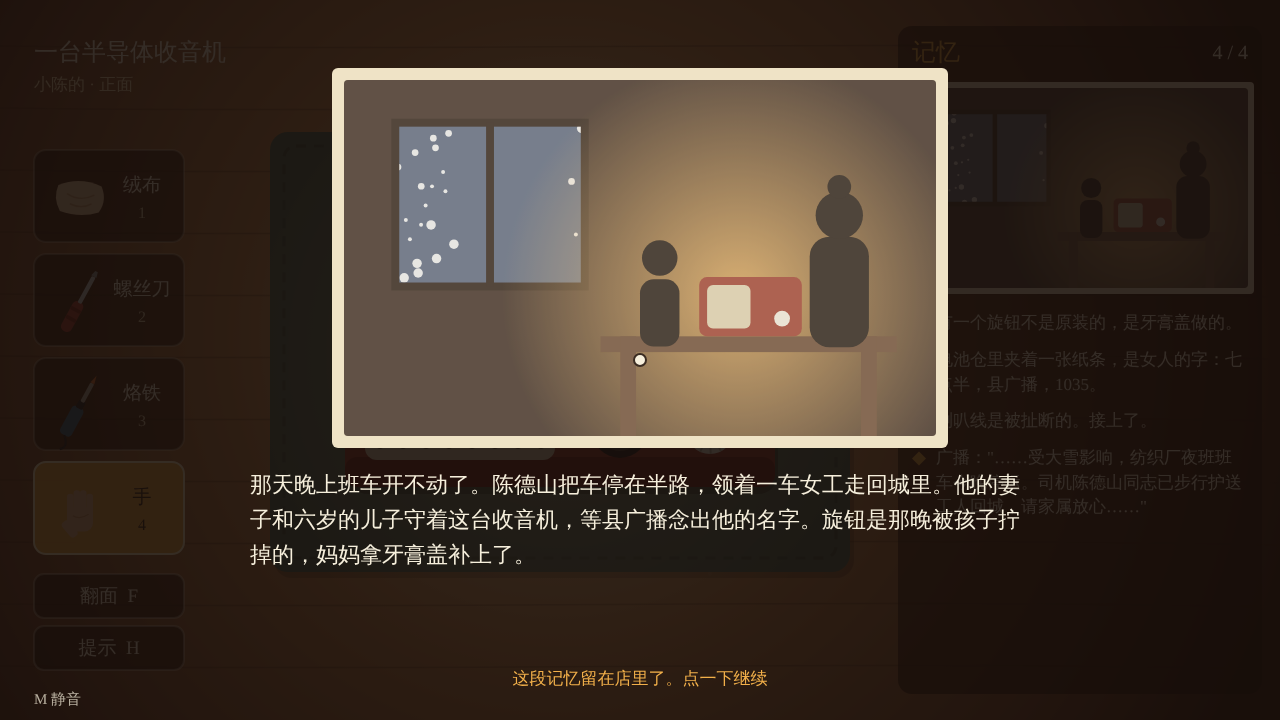 一台半导体收音机
小陈的 · 正面
绒布
1
螺丝刀
2
烙铁
3
手
4
翻面 F
提示 H
M 静音
记忆
4 / 4
一个旋钮不是原装的，是牙膏盖做的。
池仓里夹着一张纸条，是女人的字：七
半，县广播，1035。
叭线是被扯断的。接上了。
广播："……受大雪影响，纺织厂夜班班
。司机陈德山同志已步行护送
请家属放心……"
那天晚上班车开不动了。陈德山把车停在半路，领着一车女工走回城里。他的妻
子和六岁的儿子守着这台收音机，等县广播念出他的名字。旋钮是那晚被孩子拧
掉的，妈妈拿牙膏盖补上了。
这段记忆留在店里了。点一下继续